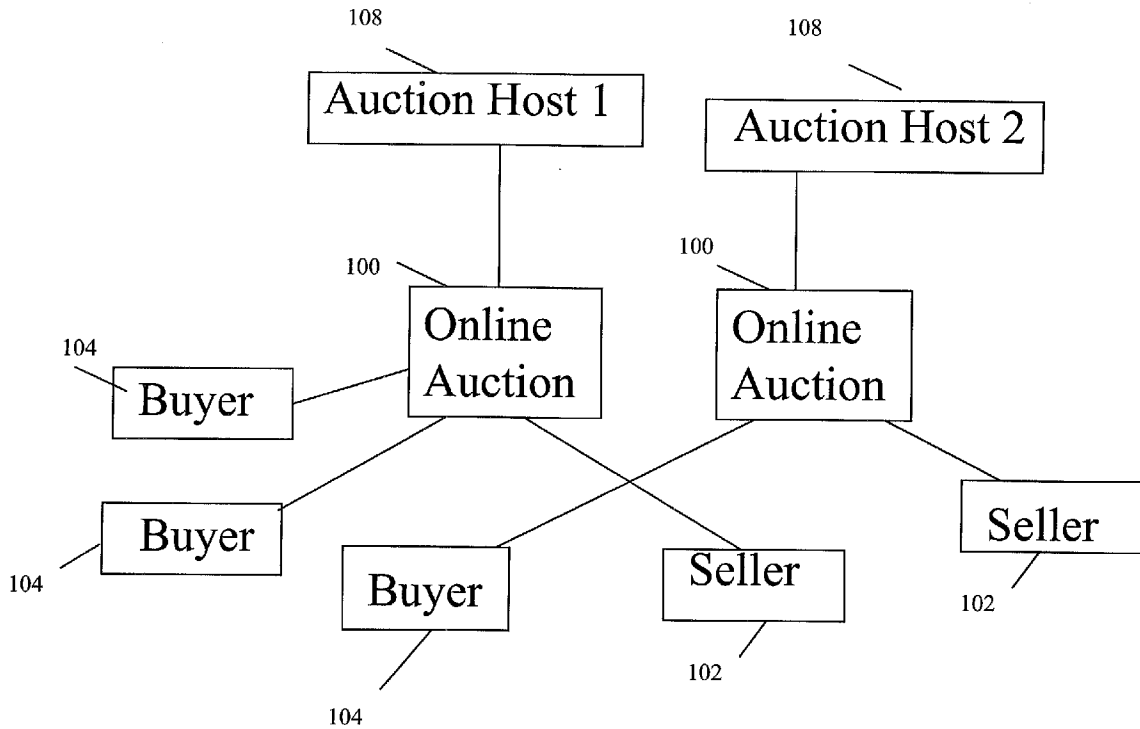 108
108
Auction Host 1
Auction Host 2
100
100
Online
Auction
Online
Auction
104
Buyer
Buyer
104
Buyer
104
Seller
102
Seller
102